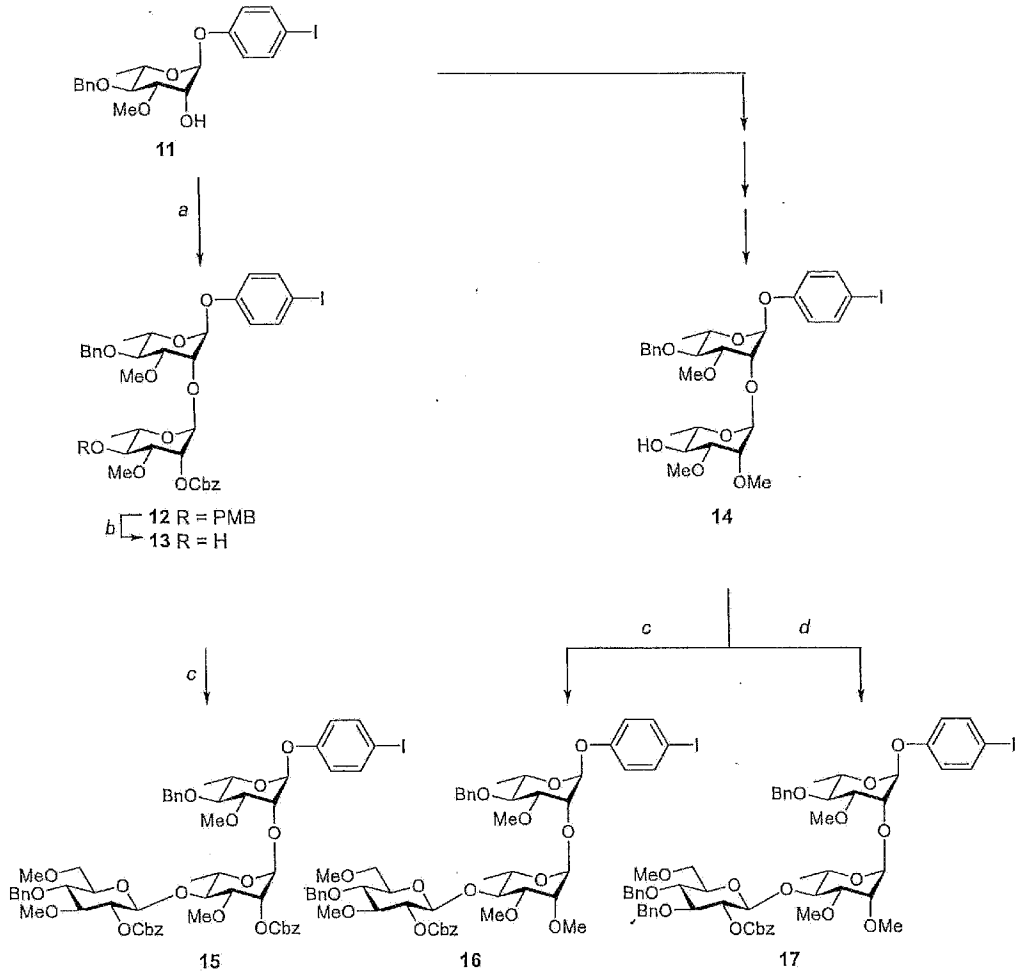 O I
O
BnO
MeO
OH
11
a
O I
O
BnO
MeO
O
O
RO
MeO
OCbz
12 R = PMB
b 13 R = H
O I
O
BnO
MeO
O
O
HO
MeO
OMe
14
c
c d
O I
O
BnO
MeO
O
MeO
BnO O O O
MeO
OCbz
MeO
OCbz
15
O I
O
BnO
MeO
O
MeO
BnO O O O
MeO
OCbz
MeO
OMe
16
O I
O
BnO
MeO
O
MeO
BnO O O O
BnO
OCbz
MeO
OMe
17